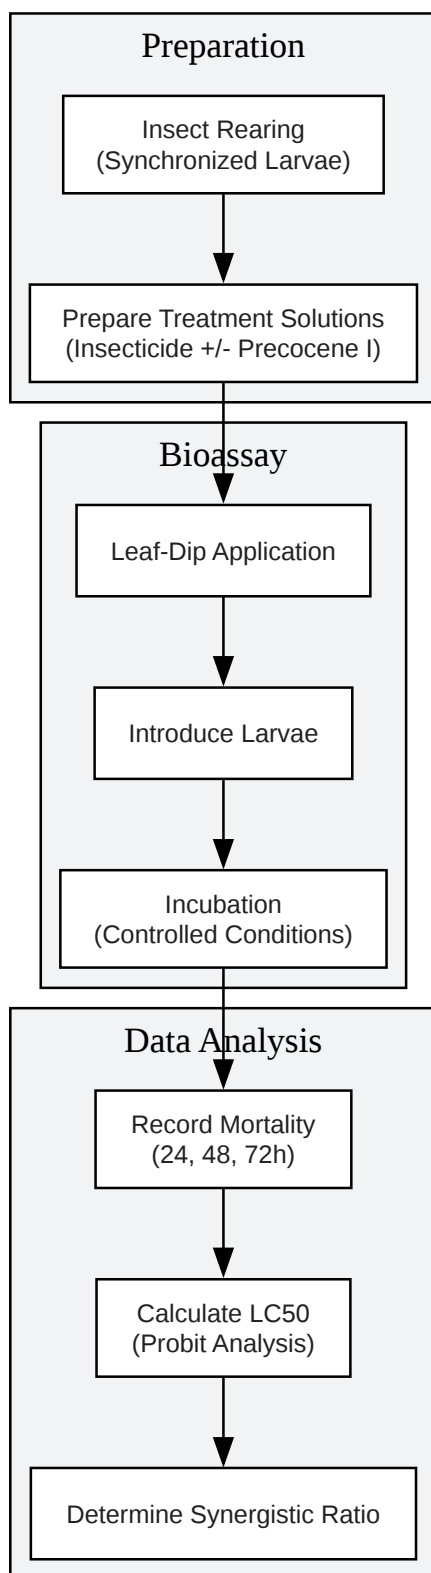 Preparation
Insect Rearing
(Synchronized Larvae)
Prepare Treatment Solutions
(Insecticide +/- Precocene I)
Bioassay
Leaf-Dip Application
Introduce Larvae
Incubation
(Controlled Conditions)
Data Analysis
Record Mortality
(24, 48, 72h)
Calculate LC50
(Probit Analysis)
Determine Synergistic Ratio